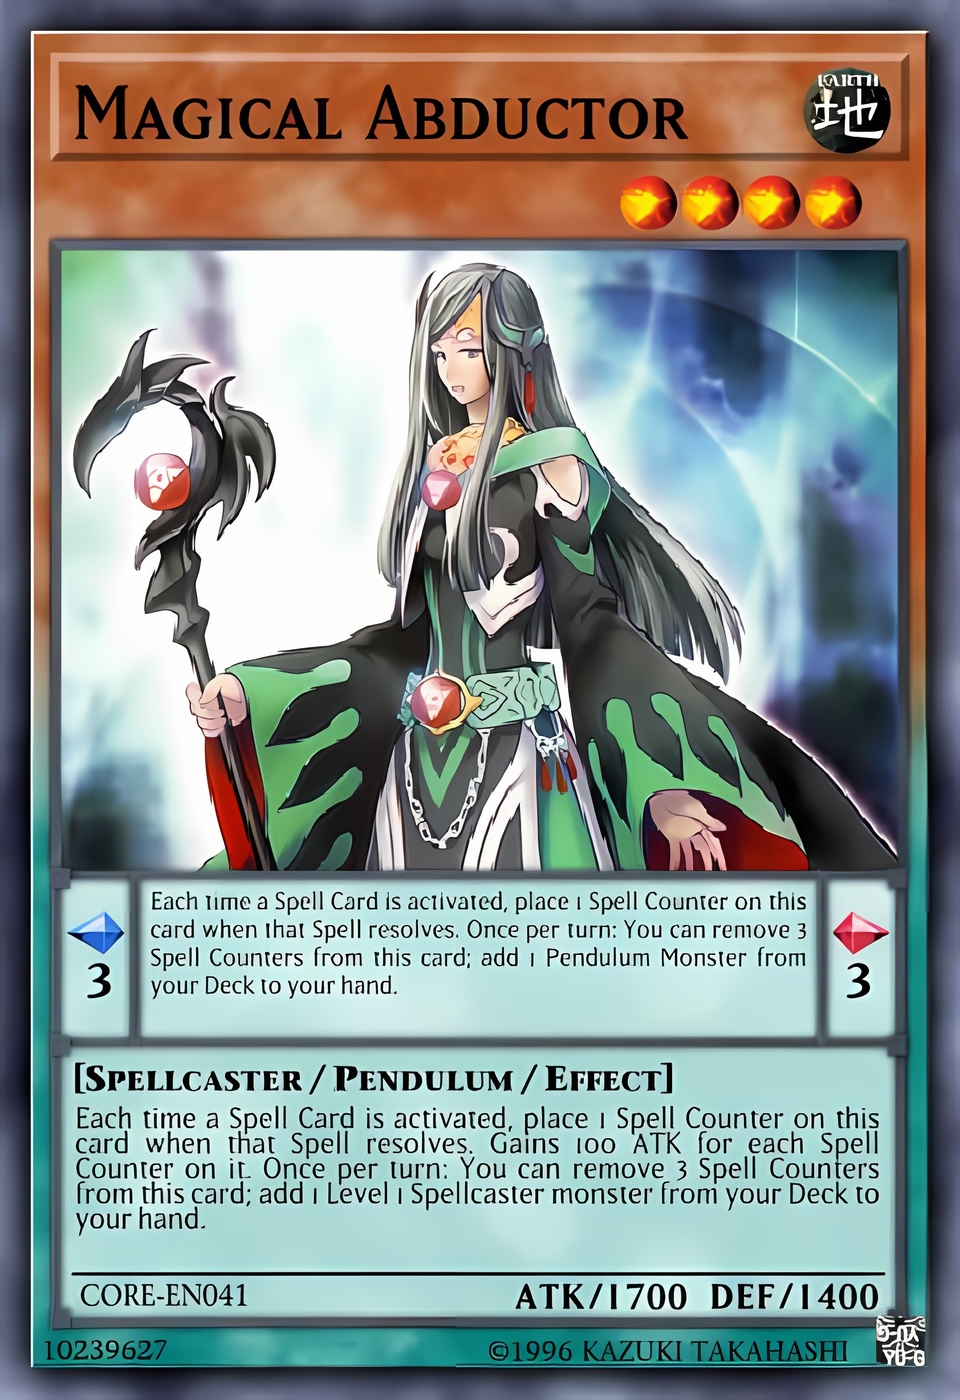 MAGICAL ABDUCTOR
EARTH
地
Each time a Spell Card is activated, place 1 Spell Counter on this
card when that Spell resolves. Once per turn: You can remove 3
Spell Counters from this card; add 1 Pendulum Monster from
your Deck to your hand.
3
3
[SPELLCASTER / PENDULUM / EFFECT]
Each time a Spell Card is activated, place 1 Spell Counter on this
card when that Spell resolves. Gains 100 ATK for each Spell
Counter on it. Once per turn: You can remove 3 Spell Counters
from this card; add 1 Level 1 Spellcaster monster from your Deck to
your hand.
CORE-EN041
ATK/1700 DEF/1400
10239627
©1996 KAZUKI TAKAHASHI